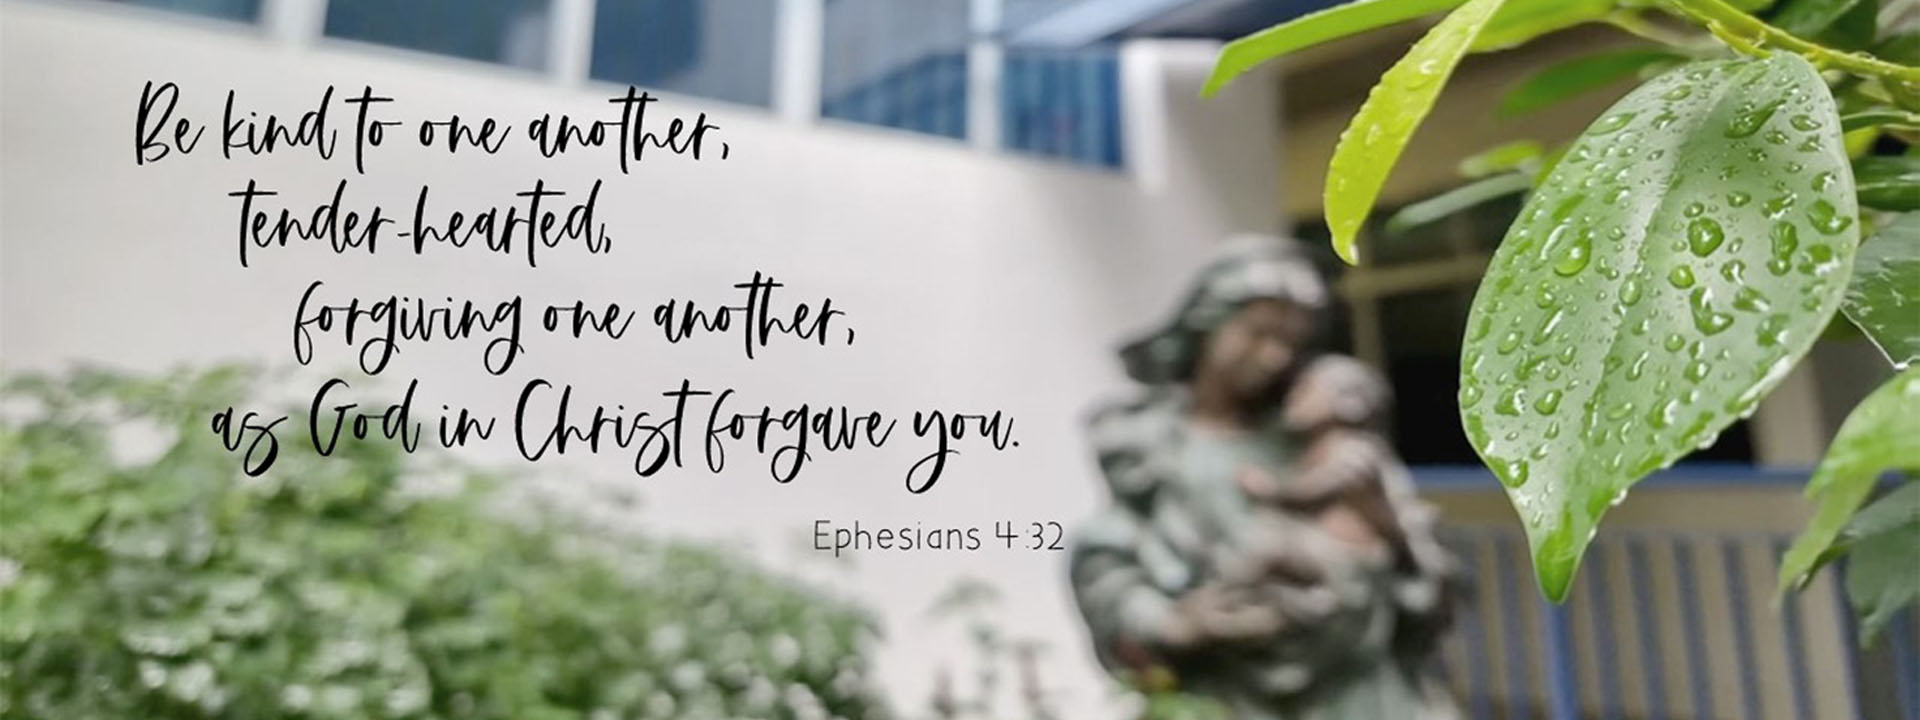 Be kind to one another,
tender-hearted,
forgiving one another,
as God in Christ forgave you.
Ephesians 4:32